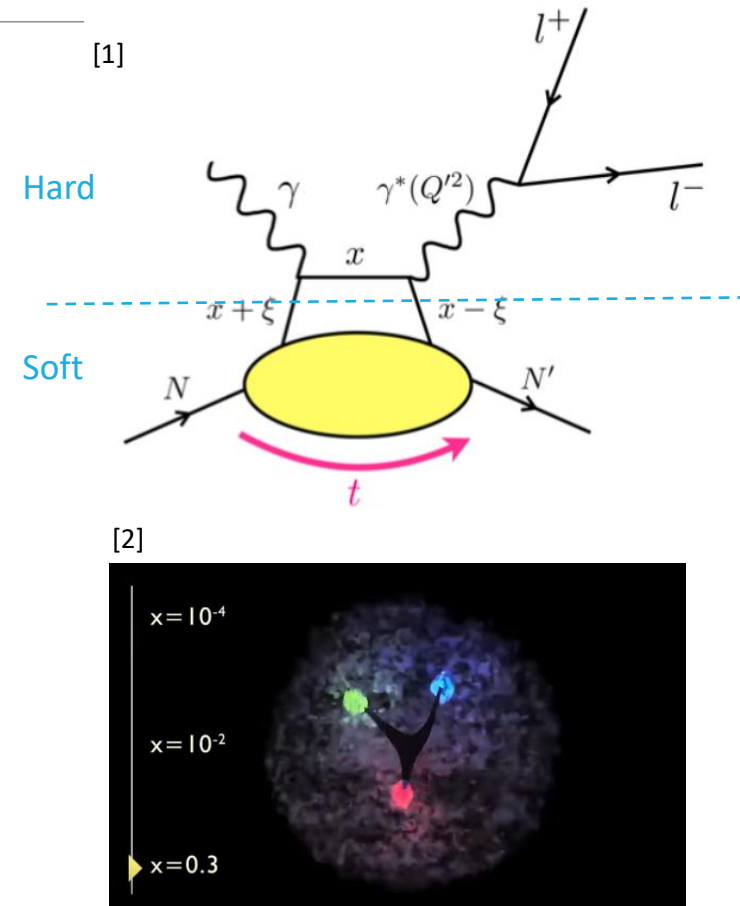 [1]
l+
Hard
γ
γ*(Q′²)
l−
x
x + ξ
x − ξ
Soft
N
N′
t
[2]
x=10-4
x=10-2
x=0.3